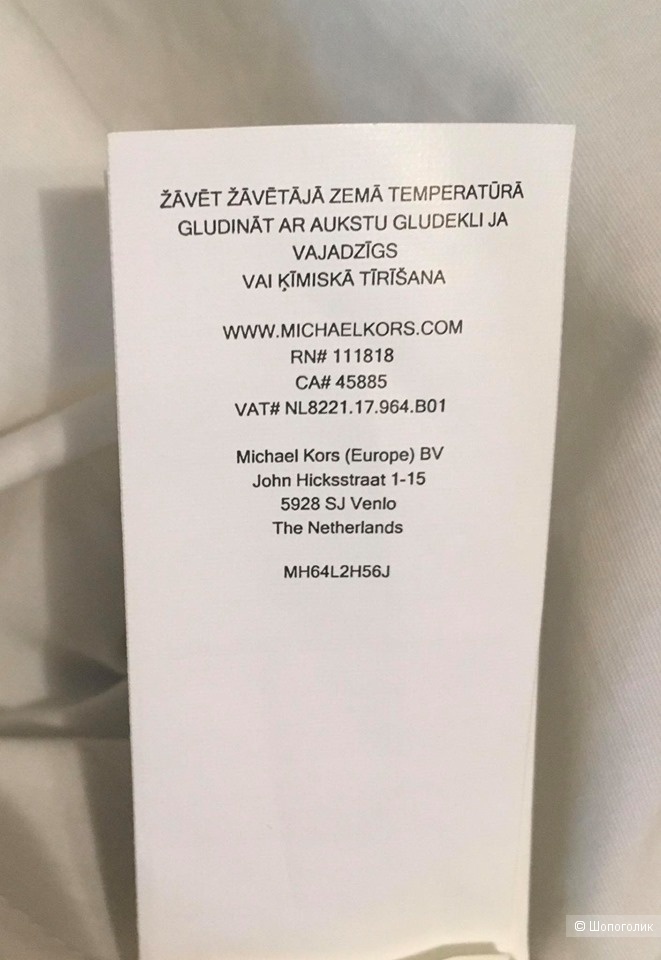 ŽĀVĒT ŽĀVĒTĀJĀ ZEMĀ TEMPERATŪRĀ
GLUDINĀT AR AUKSTU GLUDEKLI JA
VAJADZĪGS
VAI ĶĪMISKĀ TĪRĪŠANA
WWW.MICHAELKORS.COM
RN# 111818
CA# 45885
VAT# NL8221.17.964.B01
Michael Kors (Europe) BV
John Hicksstraat 1-15
5928 SJ Venlo
The Netherlands
MH64L2H56J
© Шопоголик